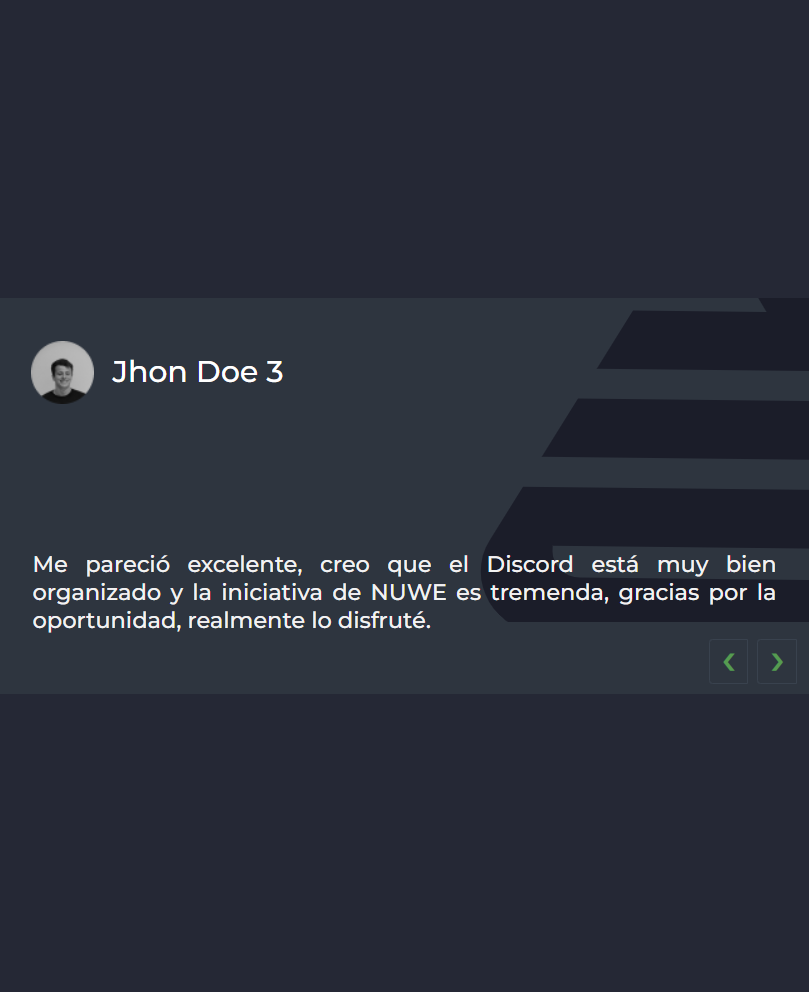 Jhon Doe 3
Me pareció excelente, creo que el Discord está muy bien
organizado y la iniciativa de NUWE es tremenda, gracias por la
oportunidad, realmente lo disfruté.